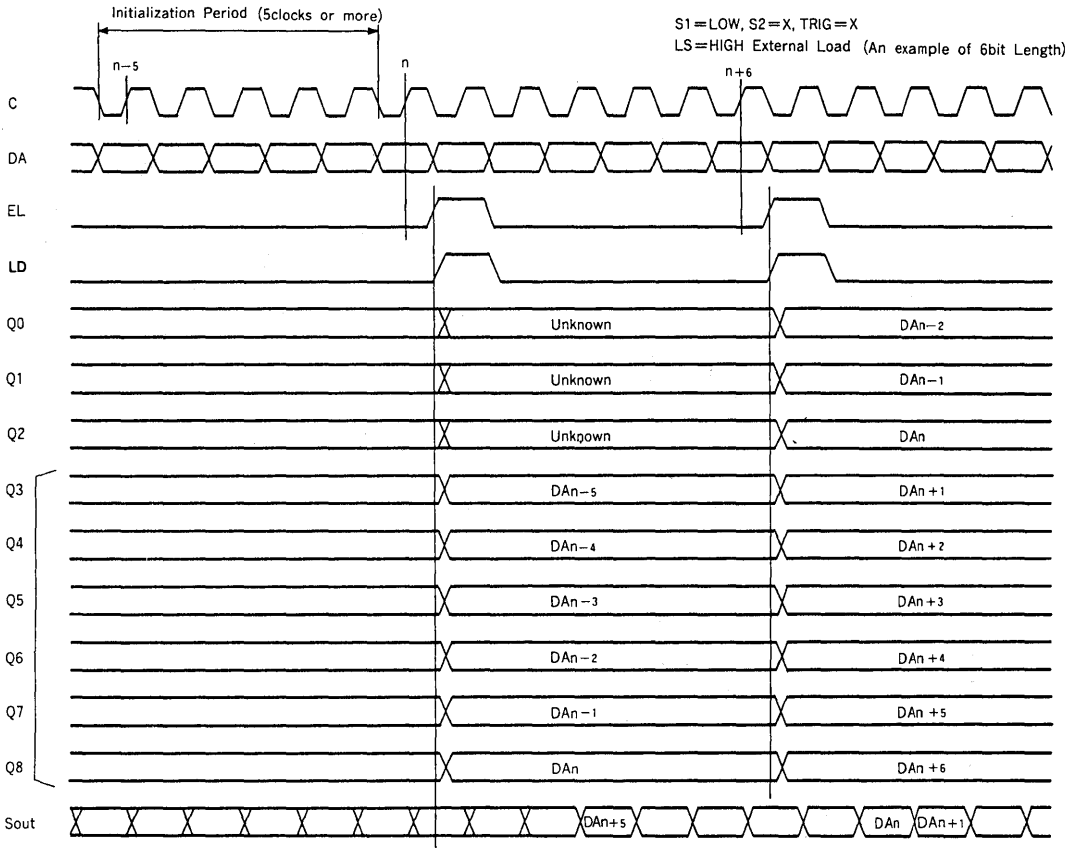 Initialization Period (5clocks or more)
S1=LOW, S2=X, TRIG=X
LS=HIGH External Load (An example of 6bit Length)
n-5
n
n+6
C
DA
EL
LD
Q0 Unknown DAn-2
Q1 Unknown DAn-1
Q2 Unknown DAn
Q3 DAn-5 DAn+1
Q4 DAn-4 DAn+2
Q5 DAn-3 DAn+3
Q6 DAn-2 DAn+4
Q7 DAn-1 DAn+5
Q8 DAn DAn+6
Sout DAn+5 DAn DAn+1